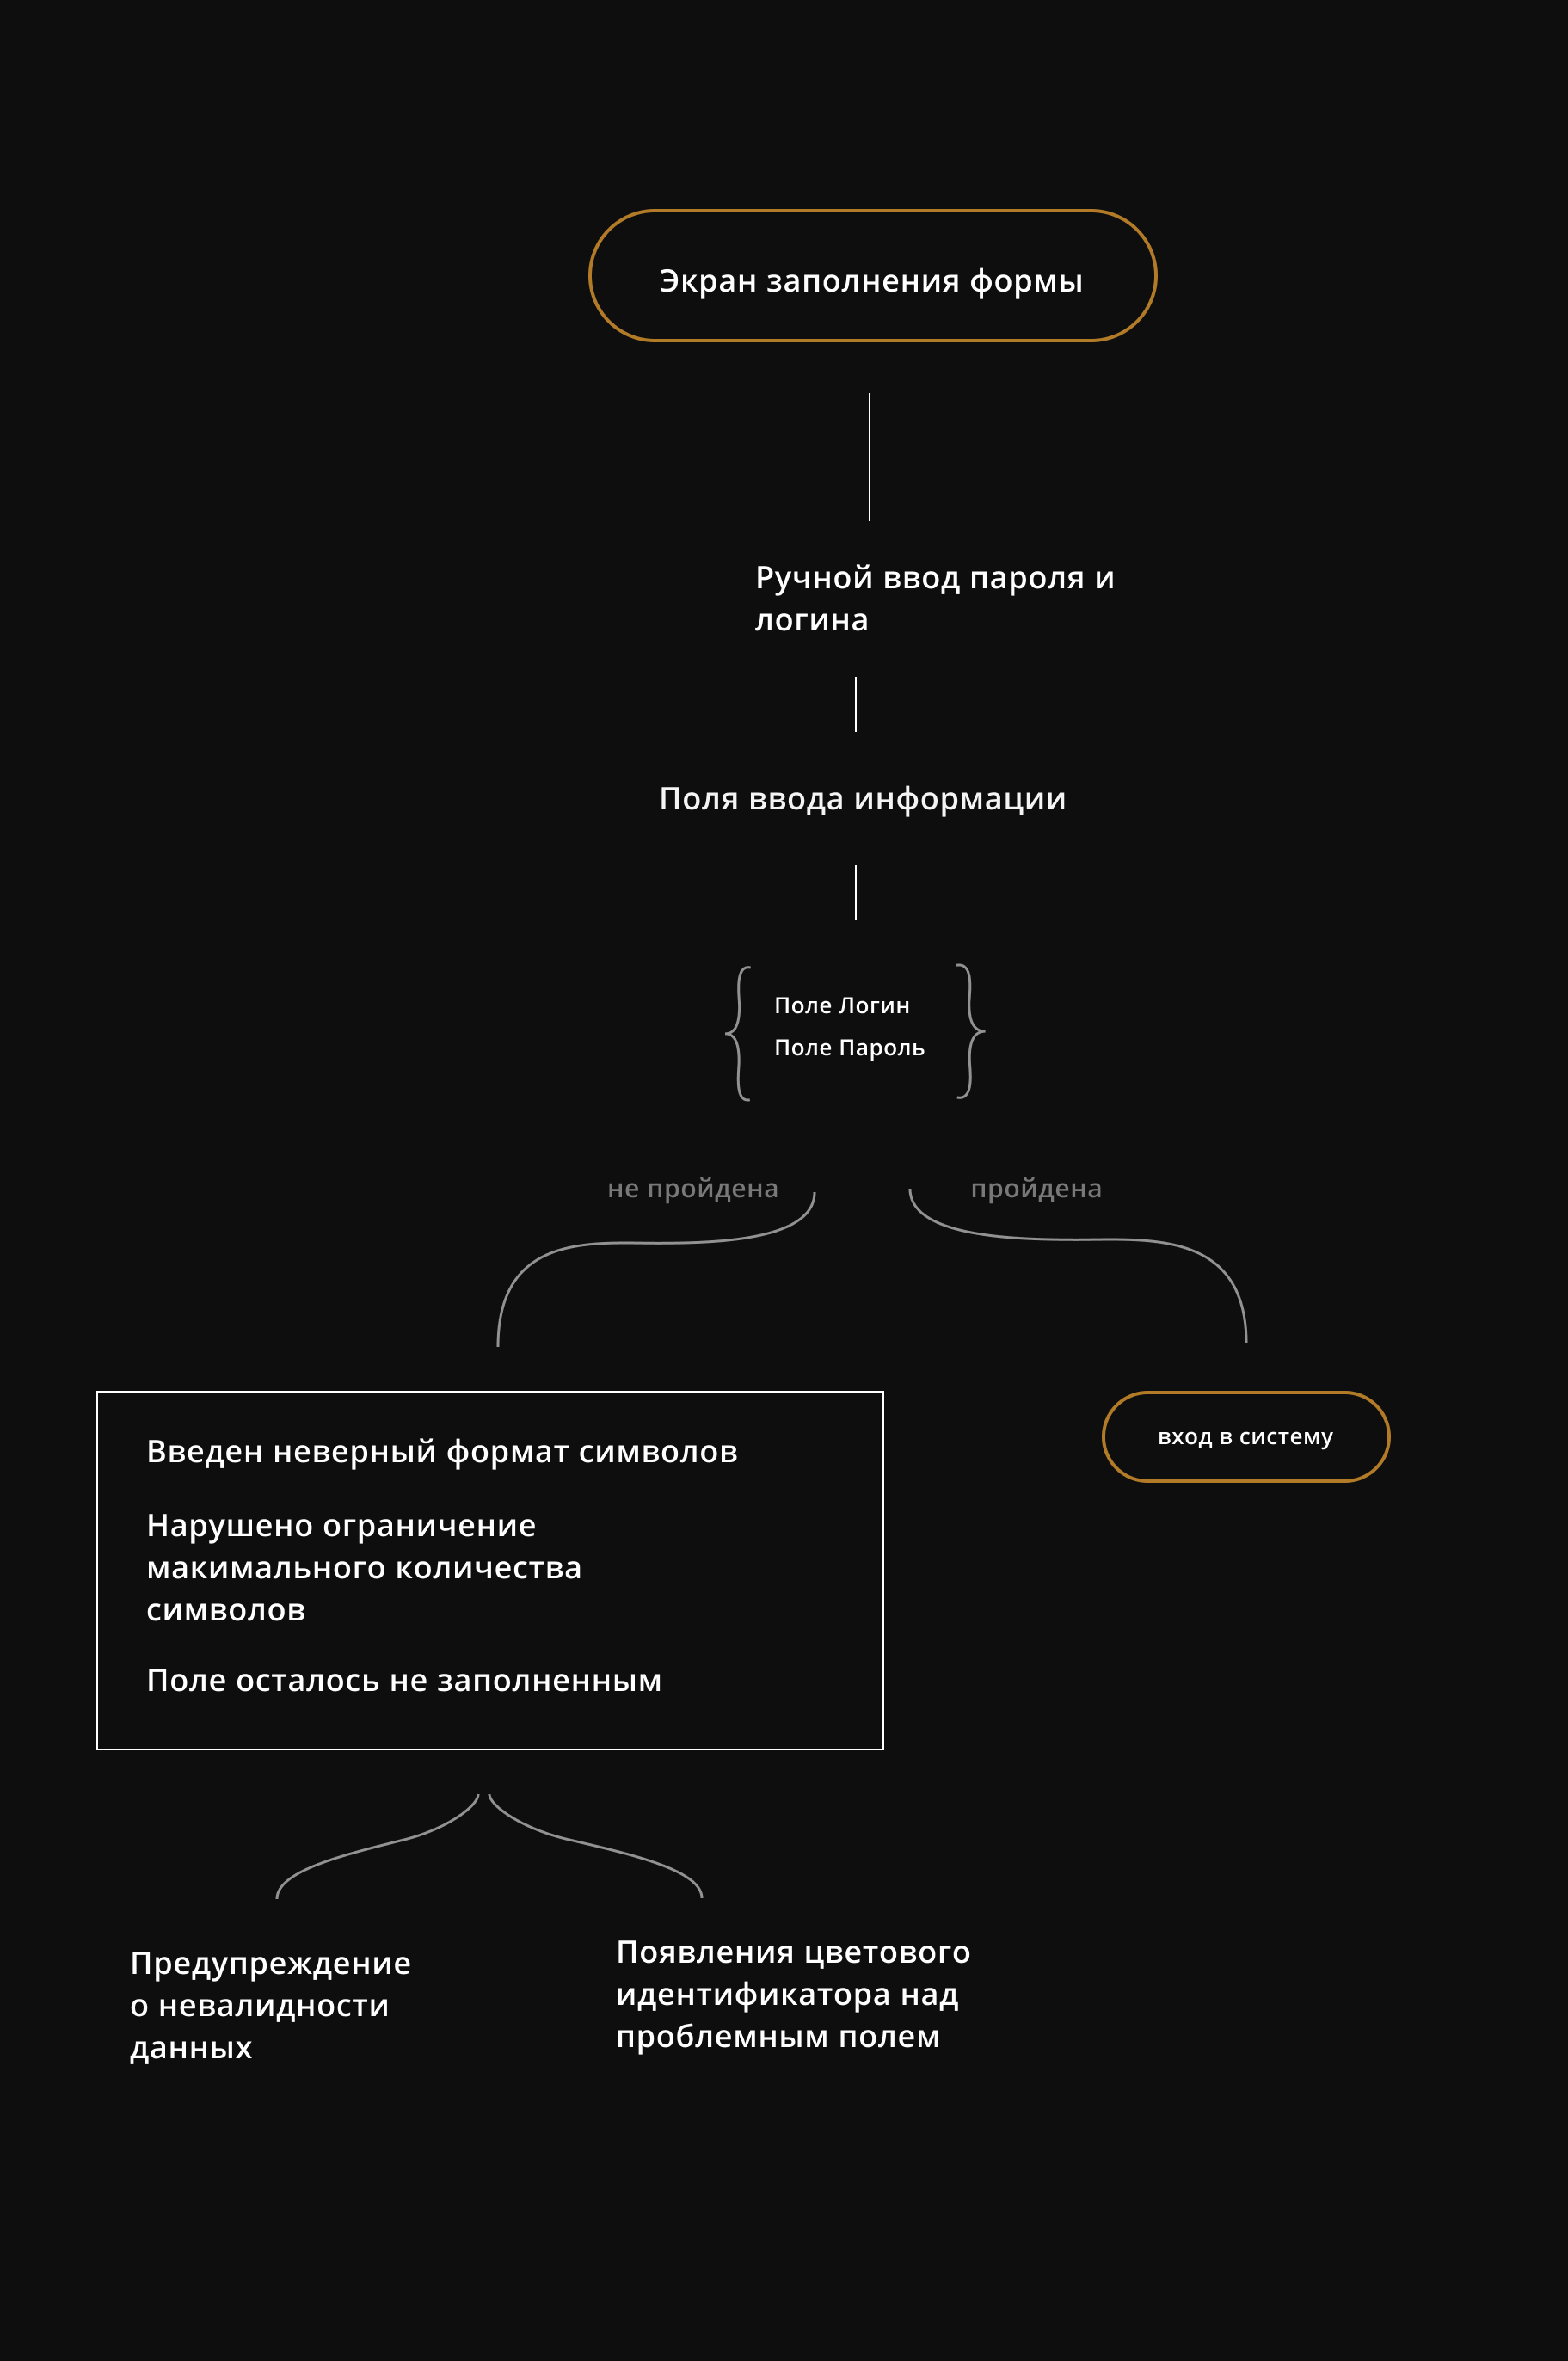 Экран заполнения формы
Ручной ввод пароля и
логина
Поля ввода информации
Поле Логин
Поле Пароль
не пройдена
пройдена
Введен неверный формат символов
Нарушено ограничение
макимального количества
символов
Поле осталось не заполненным
вход в систему
Предупреждение
о невалидности
данных
Появления цветового
идентификатора над
проблемным полем